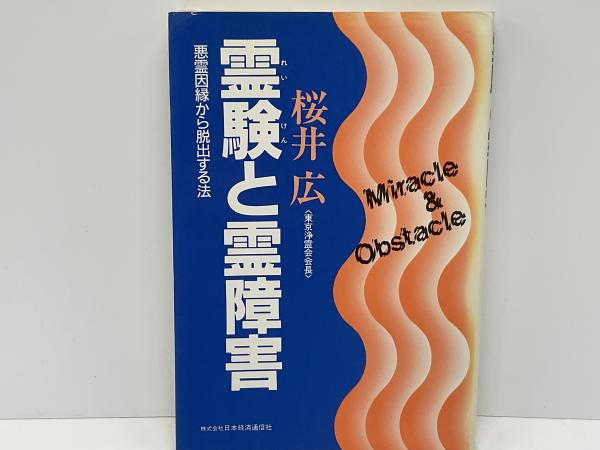 桜井 広
〈東京浄霊会会長〉
霊験と霊障害
れいけん
悪霊因縁から脱出する法
Miracle
&
Obstacle
株式会社日本経済通信社